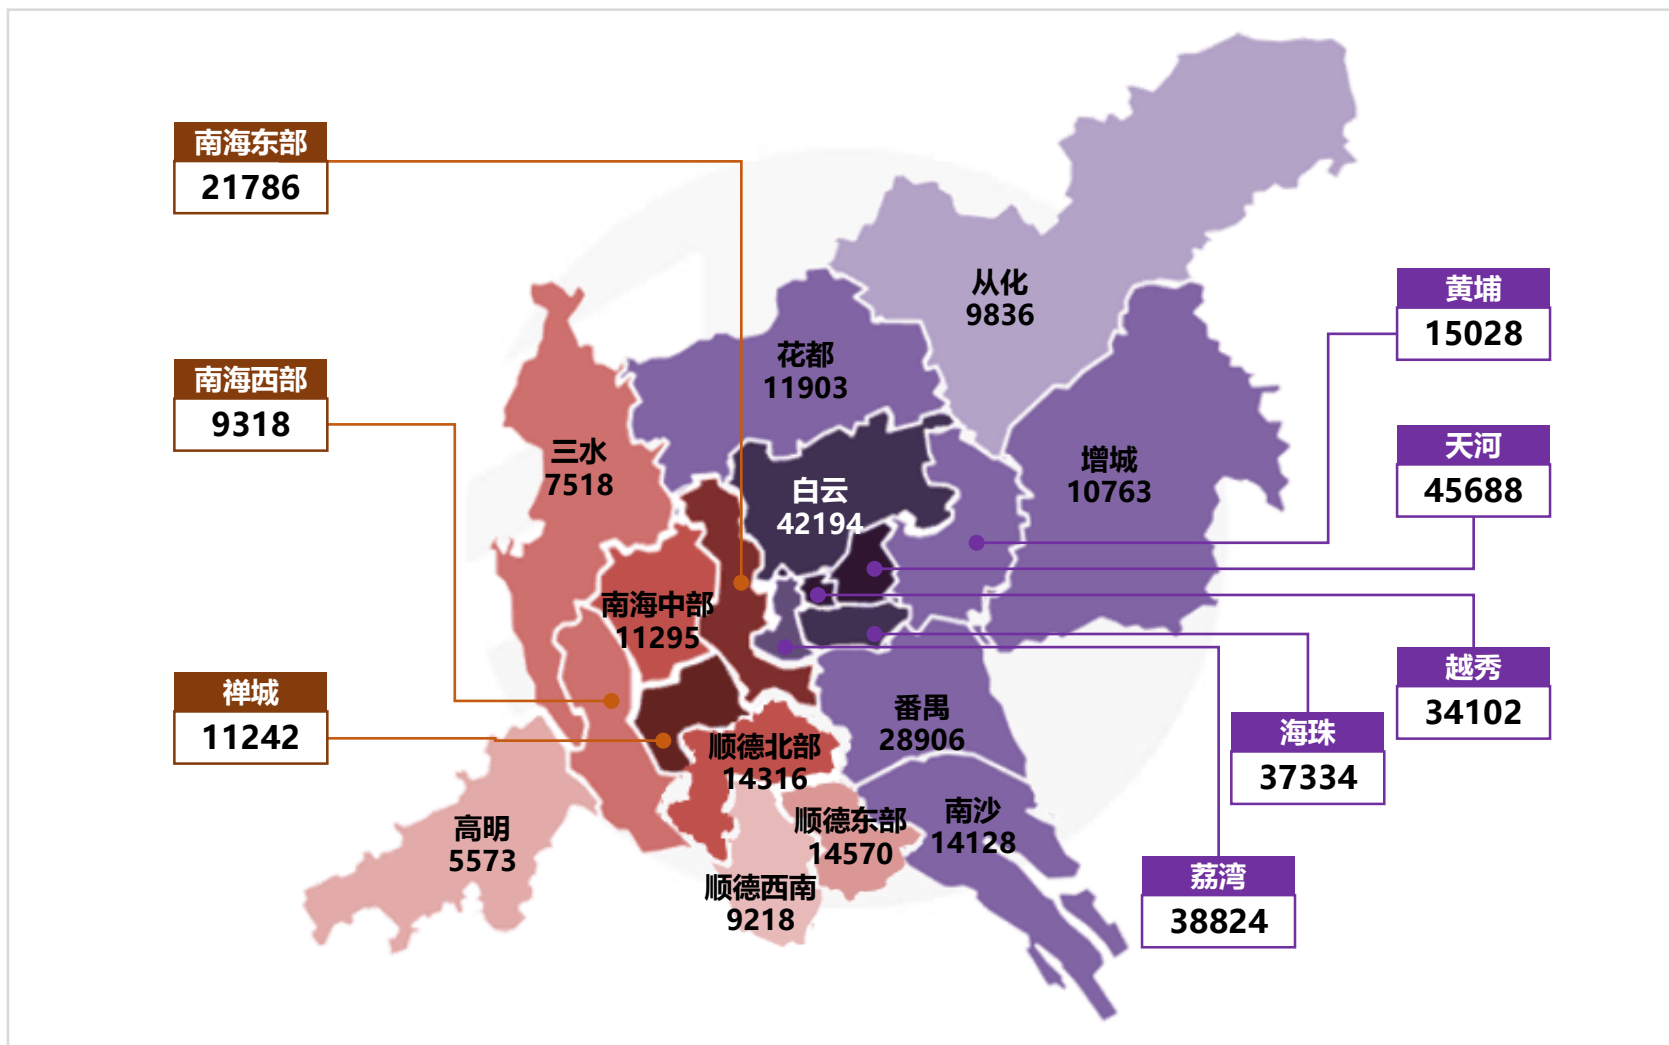 南海东部
21786
南海西部
9318
禅城
11242
从化
9836
花都
11903
三水
7518
白云
42194
增城
10763
南海中部
11295
番禺
28906
顺德北部
14316
南沙
14128
顺德东部
14570
高明
5573
顺德西南
9218
黄埔
15028
天河
45688
越秀
34102
海珠
37334
荔湾
38824